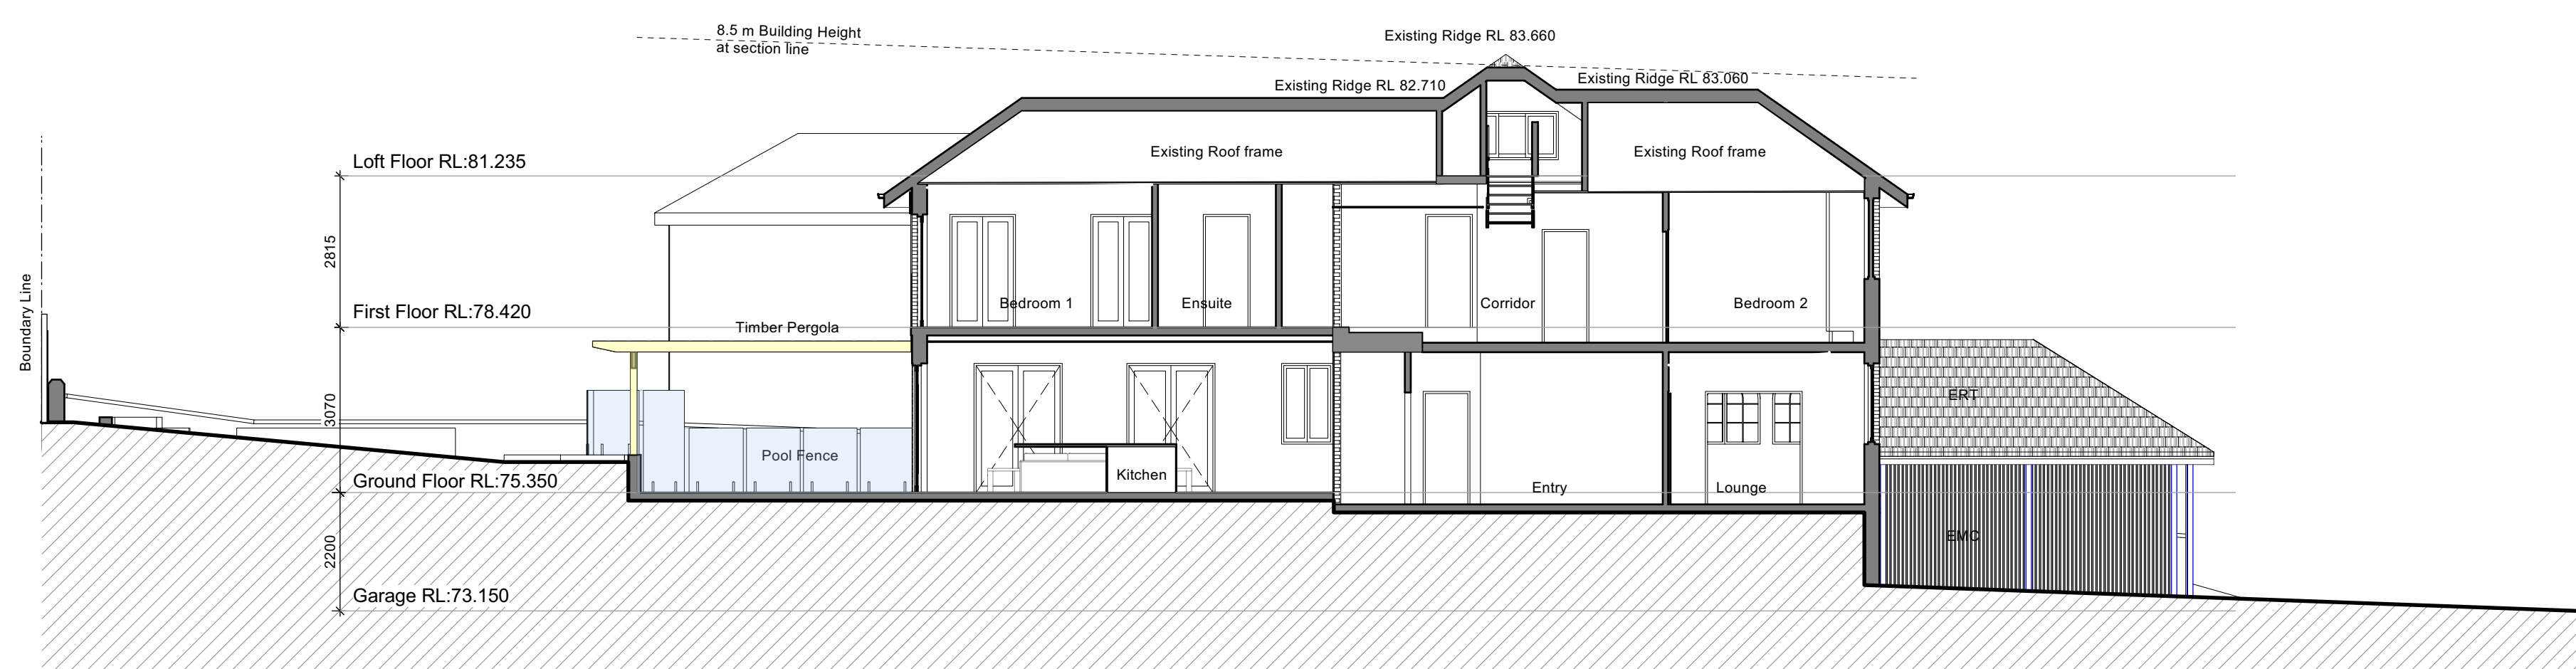 8.5 m Building Height
at section line
Existing Ridge RL 83.660
Existing Ridge RL 83.060
Existing Ridge RL 82.710
Loft Floor RL:81.235
Existing Roof frame
Existing Roof frame
2815
Boundary Line
First Floor RL:78.420
Bedroom 1
Ensuite
Corridor
Bedroom 2
Timber Pergola
3070
ERT
Pool Fence
Kitchen
Ground Floor RL:75.350
Entry
Lounge
2200
EMC
Garage RL:73.150